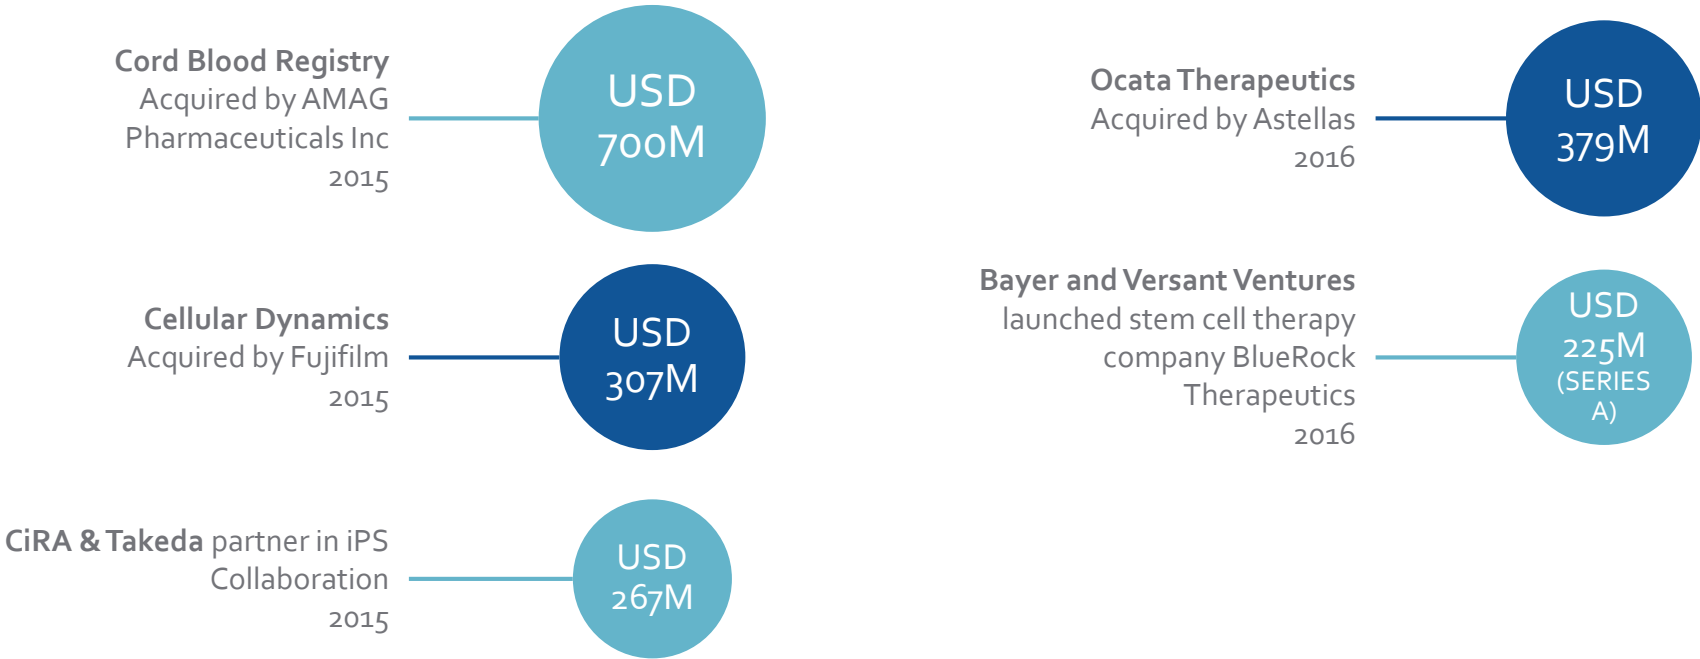 Cord Blood Registry
Acquired by AMAG
Pharmaceuticals Inc
2015
USD
700M
Cellular Dynamics
Acquired by Fujifilm
2015
USD
307M
CiRA & Takeda partner in iPS
Collaboration
2015
USD
267M
Ocata Therapeutics
Acquired by Astellas
2016
USD
379M
Bayer and Versant Ventures
launched stem cell therapy
company BlueRock
Therapeutics
2016
USD
225M
(SERIES
A)